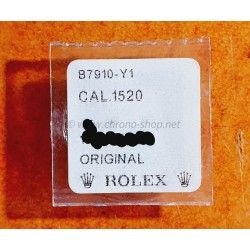 B7910-Y1
CAL.1520
© www.chrono-shop.net
ORIGINAL
ROLEX